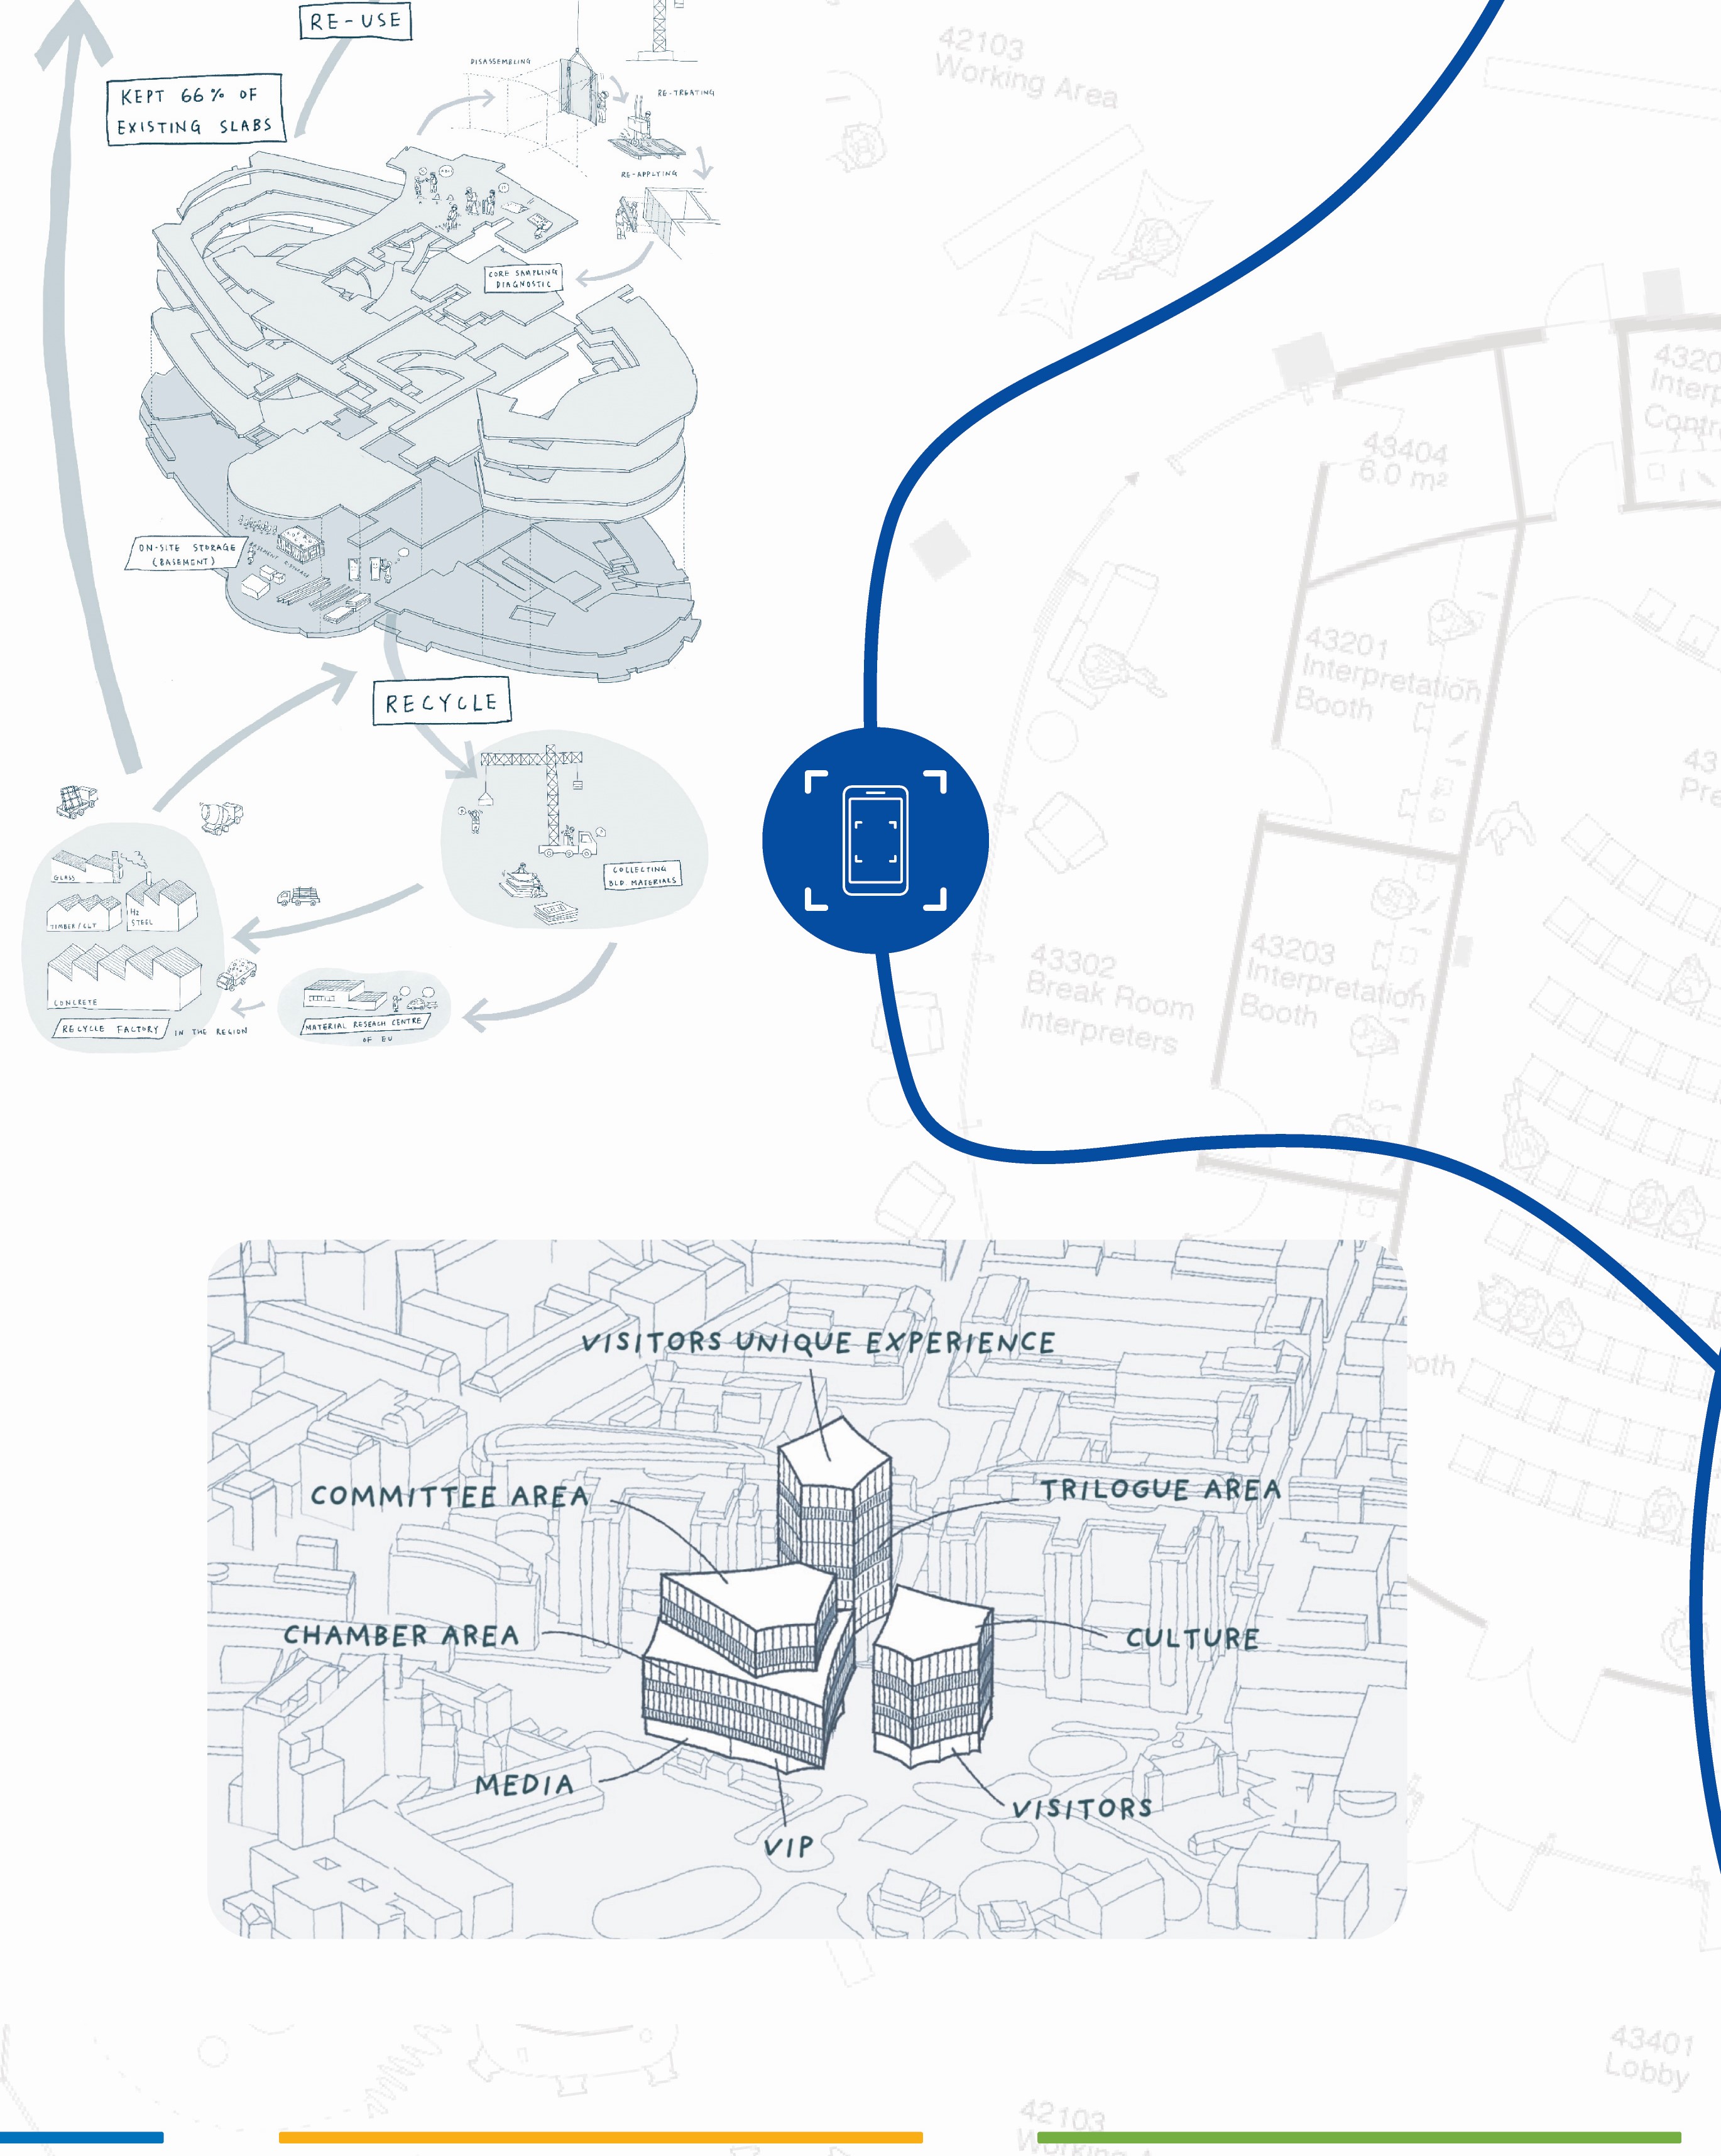 RE-USE
KEPT 66% OF
EXISTING SLABS
DISASSEMBLING
RE-TREATING
RE-APPLYING
CORE SAMPLING
DIAGNOSTIC
ON-SITE STORAGE
(BASEMENT)
BASEMENT
STORAGE
RECYCLE
COLLECTING
BLD. MATERIALS
GLASS
TIMBER/CLT
H2
STEEL
CONCRETE
RECYCLE FACTORY IN THE REGION
MATERIAL RESEACH CENTRE
OF EU
42103
Working Area
43404
6.0 m²
43201
Interpretation
Booth
43203
Interpretation
Booth
43302
Break Room
Interpreters
VISITORS UNIQUE EXPERIENCE
COMMITTEE AREA
TRILOGUE AREA
CHAMBER AREA
CULTURE
MEDIA
VISITORS
VIP
43401
Lobby
42103